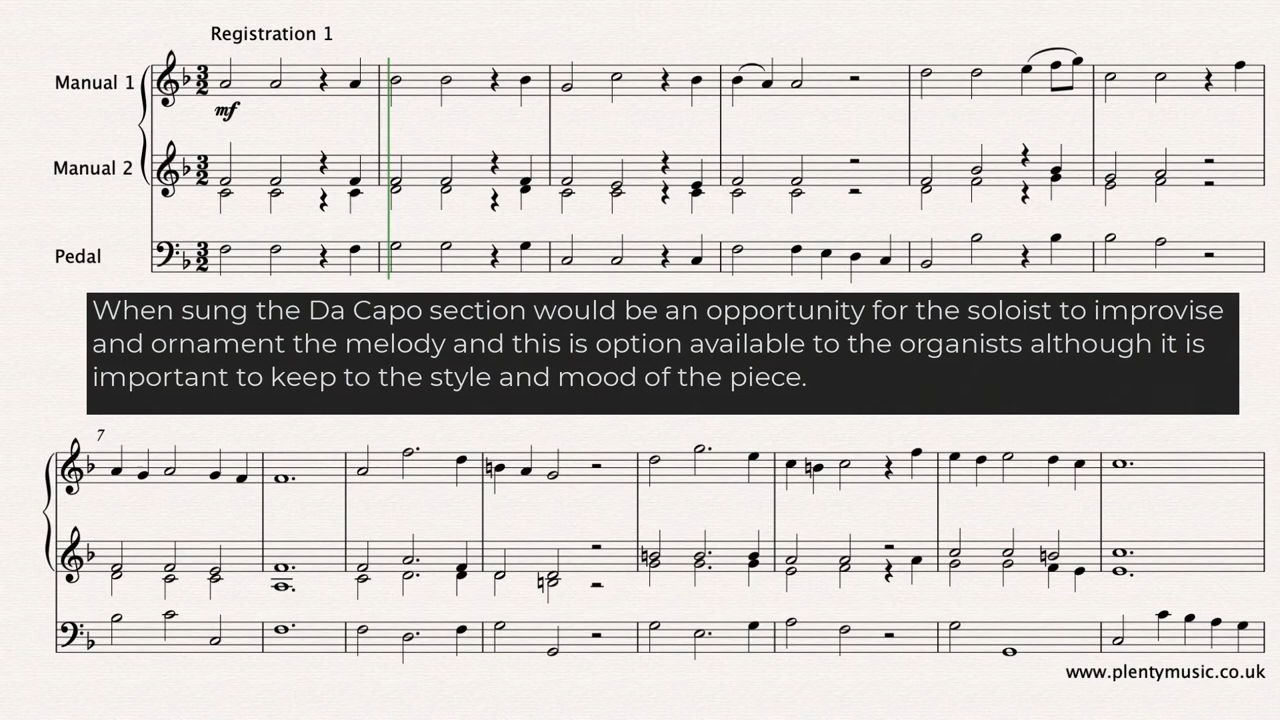 Registration 1
Manual 1
mf
Manual 2
Pedal
When sung the Da Capo section would be an opportunity for the soloist to improvise
and ornament the melody and this is option available to the organists although it is
important to keep to the style and mood of the piece.
7
www.plentymusic.co.uk